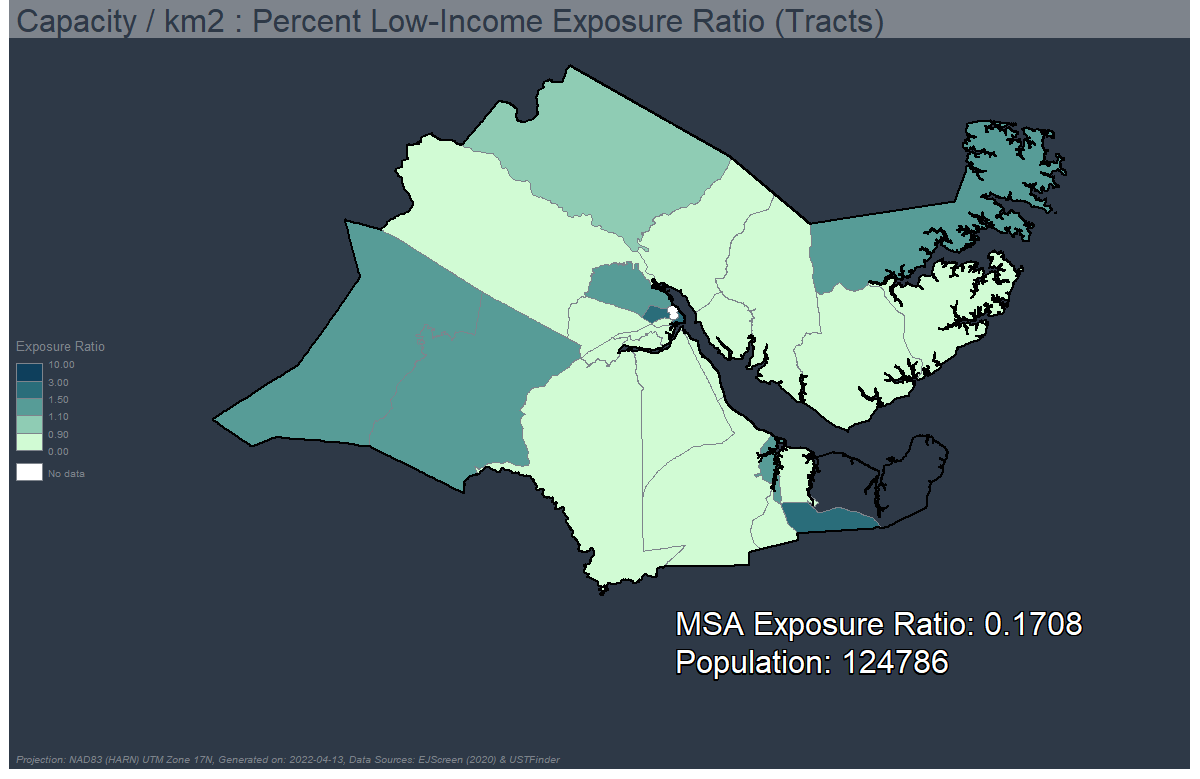 Capacity / km2 : Percent Low-Income Exposure Ratio (Tracts)
Exposure Ratio
10.00
3.00
1.50
1.10
0.90
0.00
No data
MSA Exposure Ratio: 0.1708
Population: 124786
Projection: NAD83 (HARN) UTM Zone 17N, Generated on: 2022-04-13, Data Sources: EJScreen (2020) & USTFinder